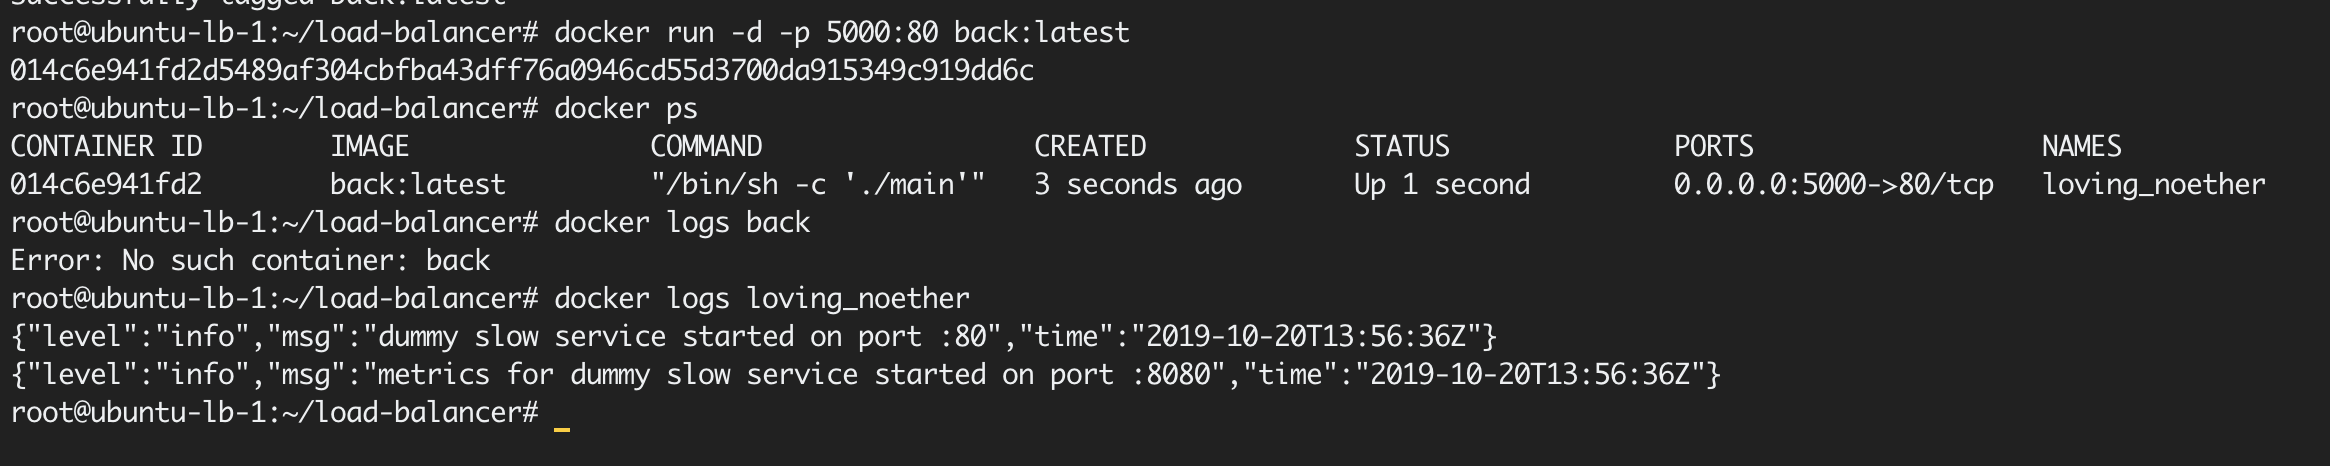 Successfully tagged back:latest
root@ubuntu-lb-1:~/load-balancer# docker run -d -p 5000:80 back:latest
014c6e941fd2d5489af304cbfba43dff76a0946cd55d3700da915349c919dd6c
root@ubuntu-lb-1:~/load-balancer# docker ps
CONTAINER ID        IMAGE               COMMAND                  CREATED             STATUS              PORTS                  NAMES
014c6e941fd2        back:latest         "/bin/sh -c './main'"   3 seconds ago       Up 1 second         0.0.0.0:5000->80/tcp   loving_noether
root@ubuntu-lb-1:~/load-balancer# docker logs back
Error: No such container: back
root@ubuntu-lb-1:~/load-balancer# docker logs loving_noether
{"level":"info","msg":"dummy slow service started on port :80","time":"2019-10-20T13:56:36Z"}
{"level":"info","msg":"metrics for dummy slow service started on port :8080","time":"2019-10-20T13:56:36Z"}
root@ubuntu-lb-1:~/load-balancer#